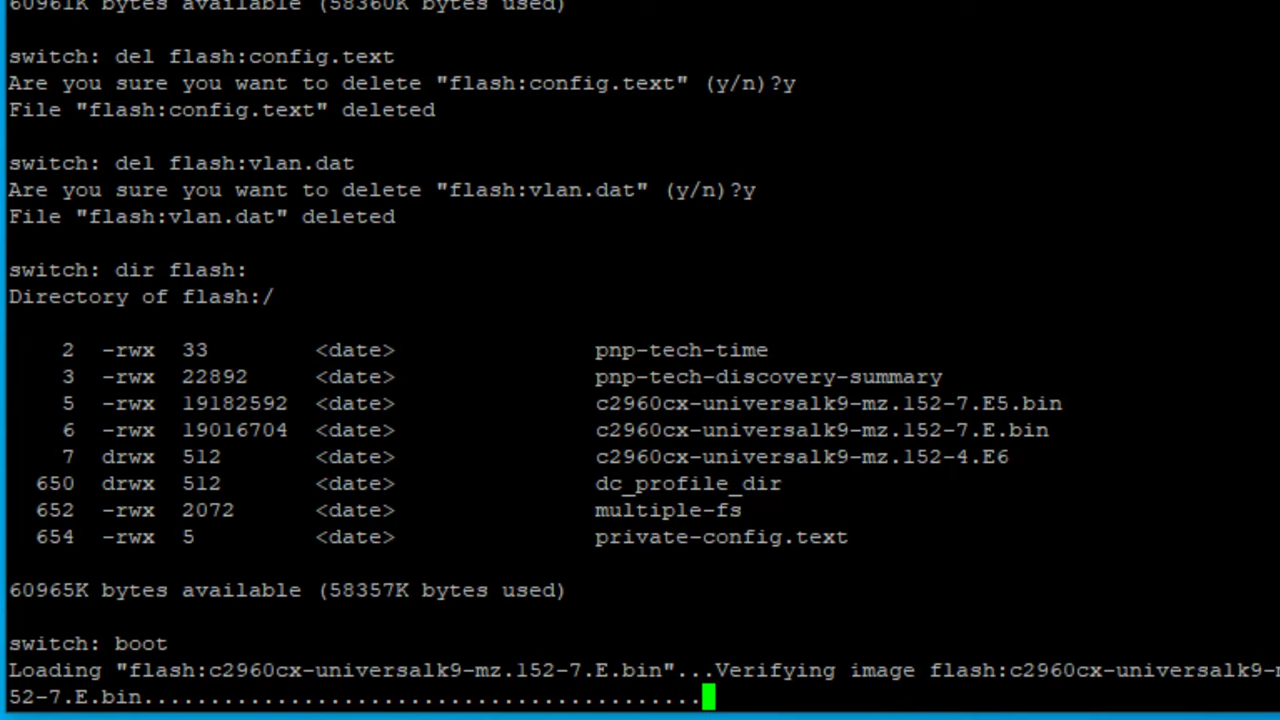 60961K bytes available (58360K bytes used)
switch: del flash:config.text
Are you sure you want to delete "flash:config.text" (y/n)?y
File "flash:config.text" deleted
switch: del flash:vlan.dat
Are you sure you want to delete "flash:vlan.dat" (y/n)?y
File "flash:vlan.dat" deleted
switch: dir flash:
Directory of flash:/
2 -rwx 33 <date> pnp-tech-time
3 -rwx 22892 <date> pnp-tech-discovery-summary
5 -rwx 19182592 <date> c2960cx-universalk9-mz.152-7.E5.bin
6 -rwx 19016704 <date> c2960cx-universalk9-mz.152-7.E.bin
7 drwx 512 <date> c2960cx-universalk9-mz.152-4.E6
650 drwx 512 <date> dc_profile_dir
652 -rwx 2072 <date> multiple-fs
654 -rwx 5 <date> private-config.text
60965K bytes available (58357K bytes used)
switch: boot
Loading "flash:c2960cx-universalk9-mz.152-7.E.bin"...Verifying image flash:c2960cx-universalk9-m
52-7.E.bin..........................................